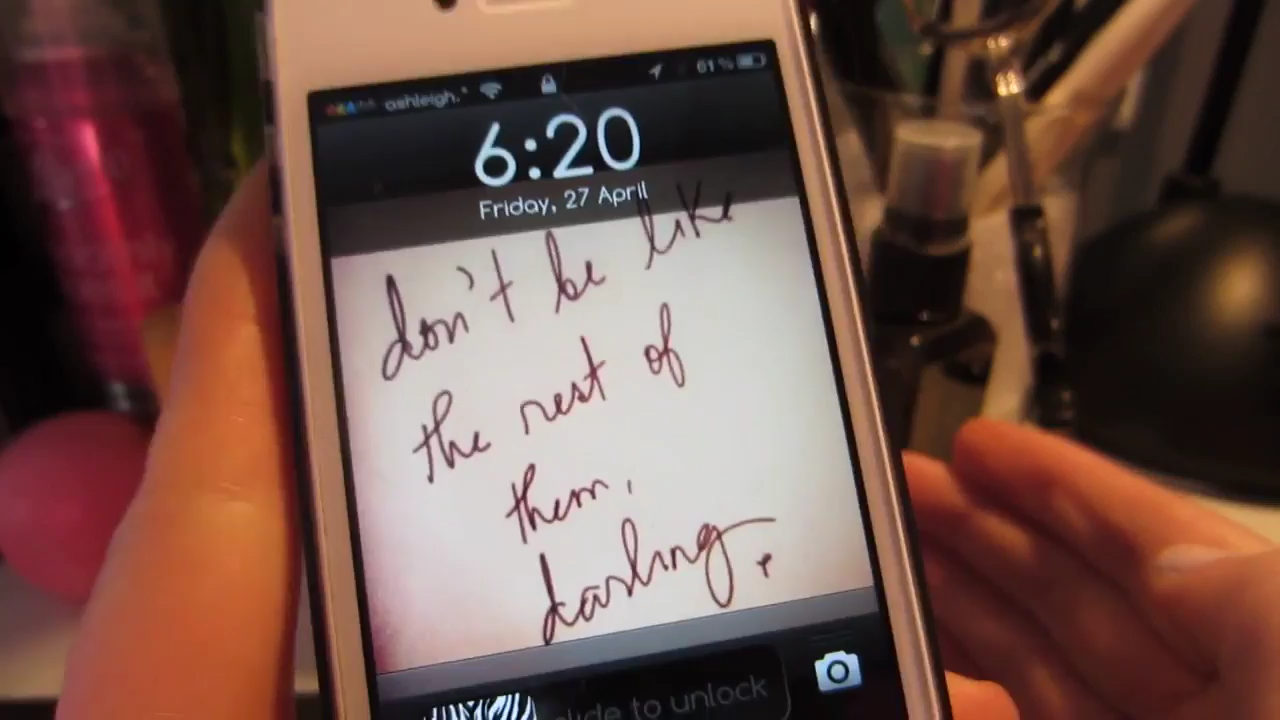 ashleigh.* 61%
6:20
Friday, 27 April
don't be like
the rest of
them,
darling.
slide to unlock